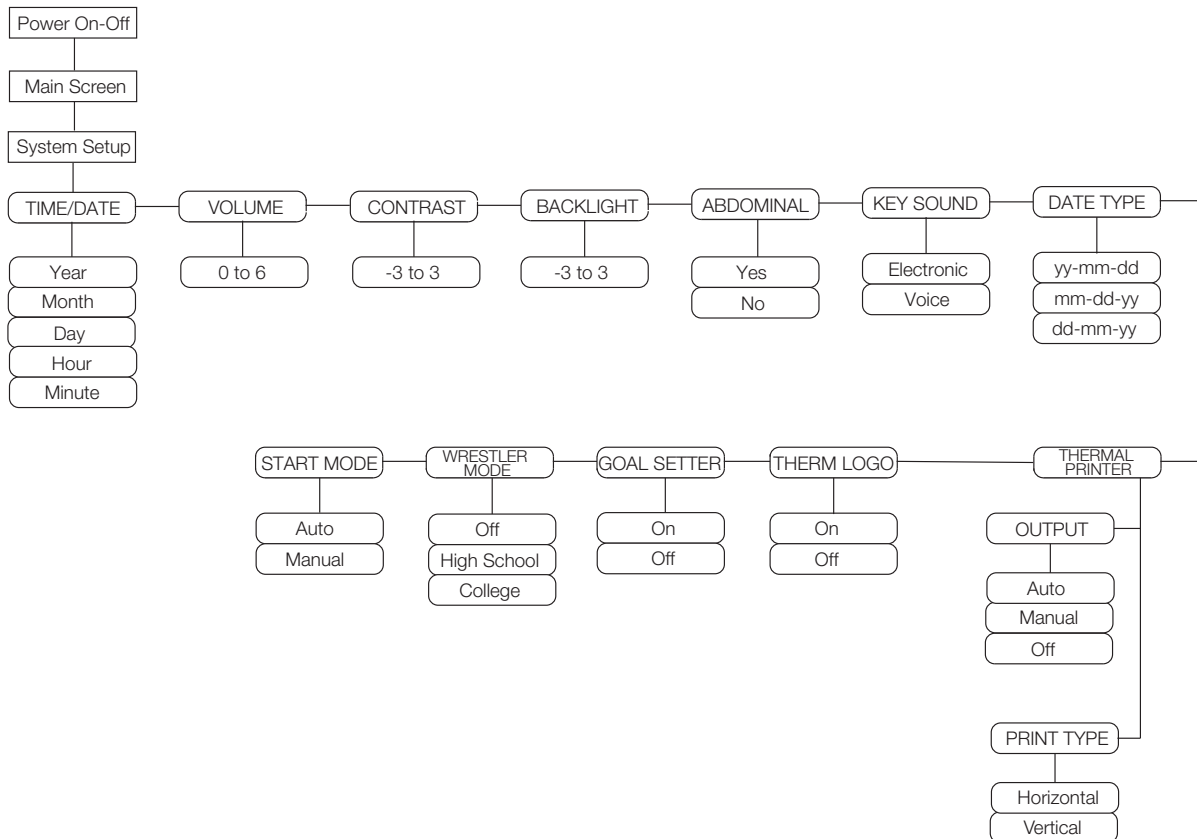 Power On-Off
Main Screen
System Setup
TIME/DATE
VOLUME
CONTRAST
BACKLIGHT
ABDOMINAL
KEY SOUND
DATE TYPE
Year
Month
Day
Hour
Minute
0 to 6
-3 to 3
-3 to 3
Yes
No
Electronic
Voice
yy-mm-dd
mm-dd-yy
dd-mm-yy
START MODE
WRESTLER
MODE
GOAL SETTER
THERM LOGO
THERMAL
PRINTER
Auto
Manual
Off
High School
College
On
Off
On
Off
OUTPUT
Auto
Manual
Off
PRINT TYPE
Horizontal
Vertical